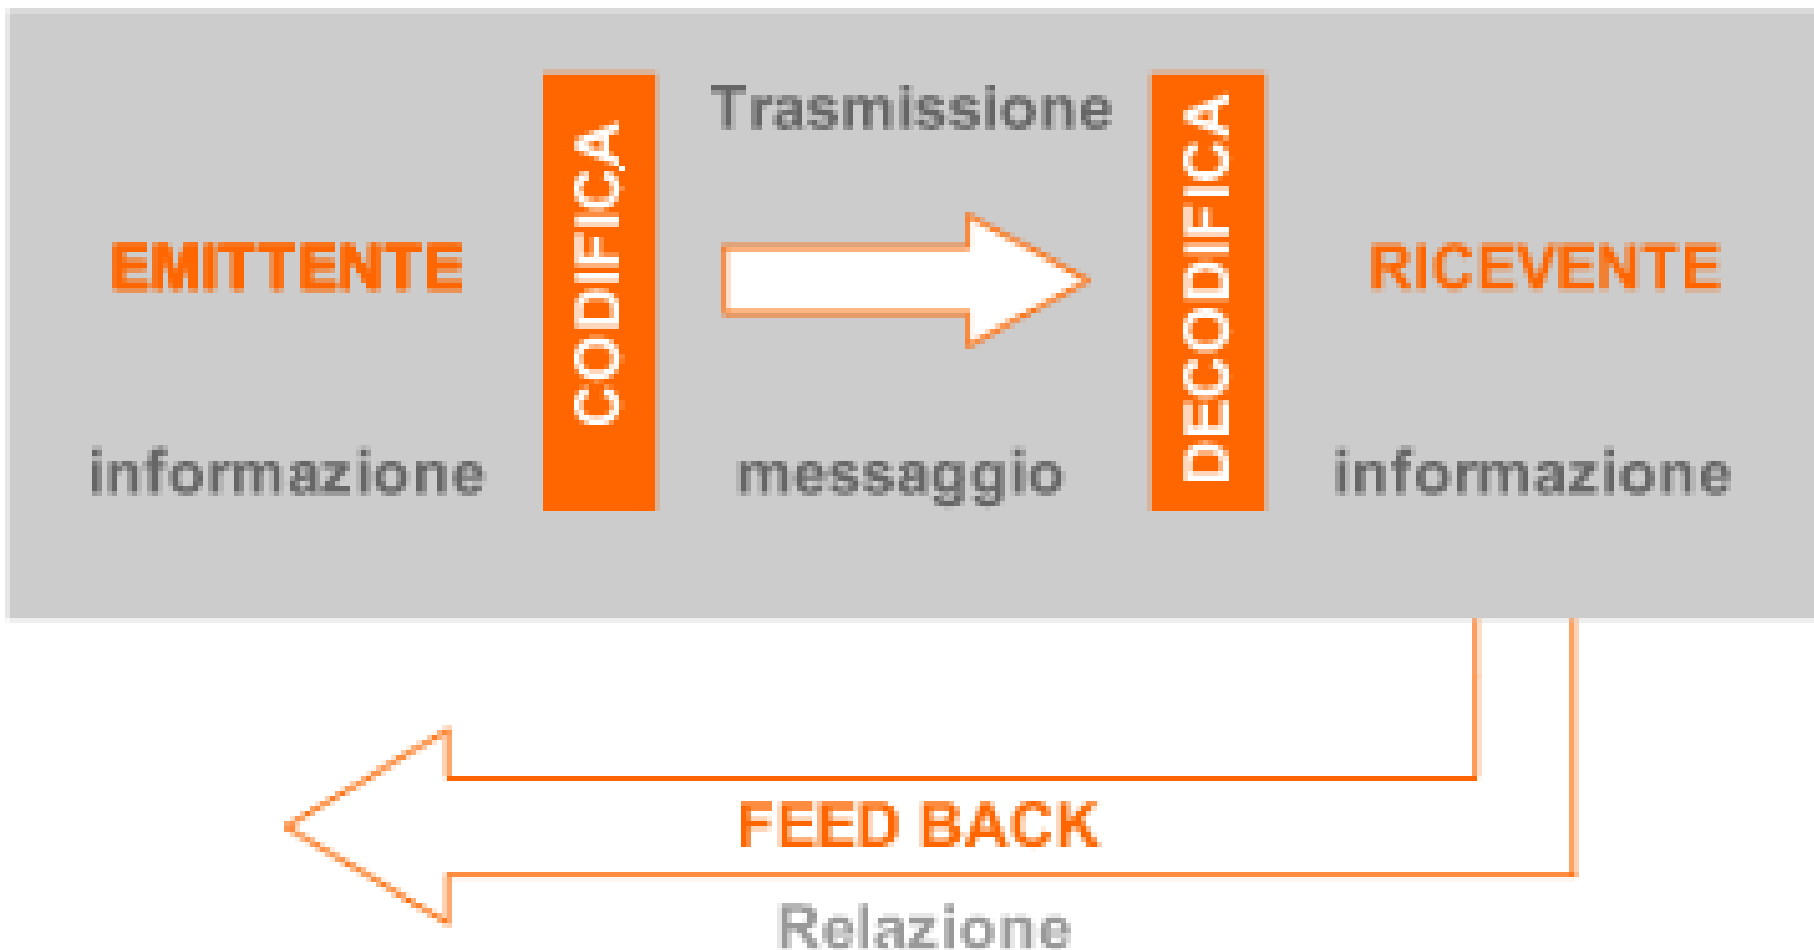 Trasmissione
EMITTENTE
CODIFICA
DECODIFICA
RICEVENTE
informazione
messaggio
informazione
FEED BACK
Relazione